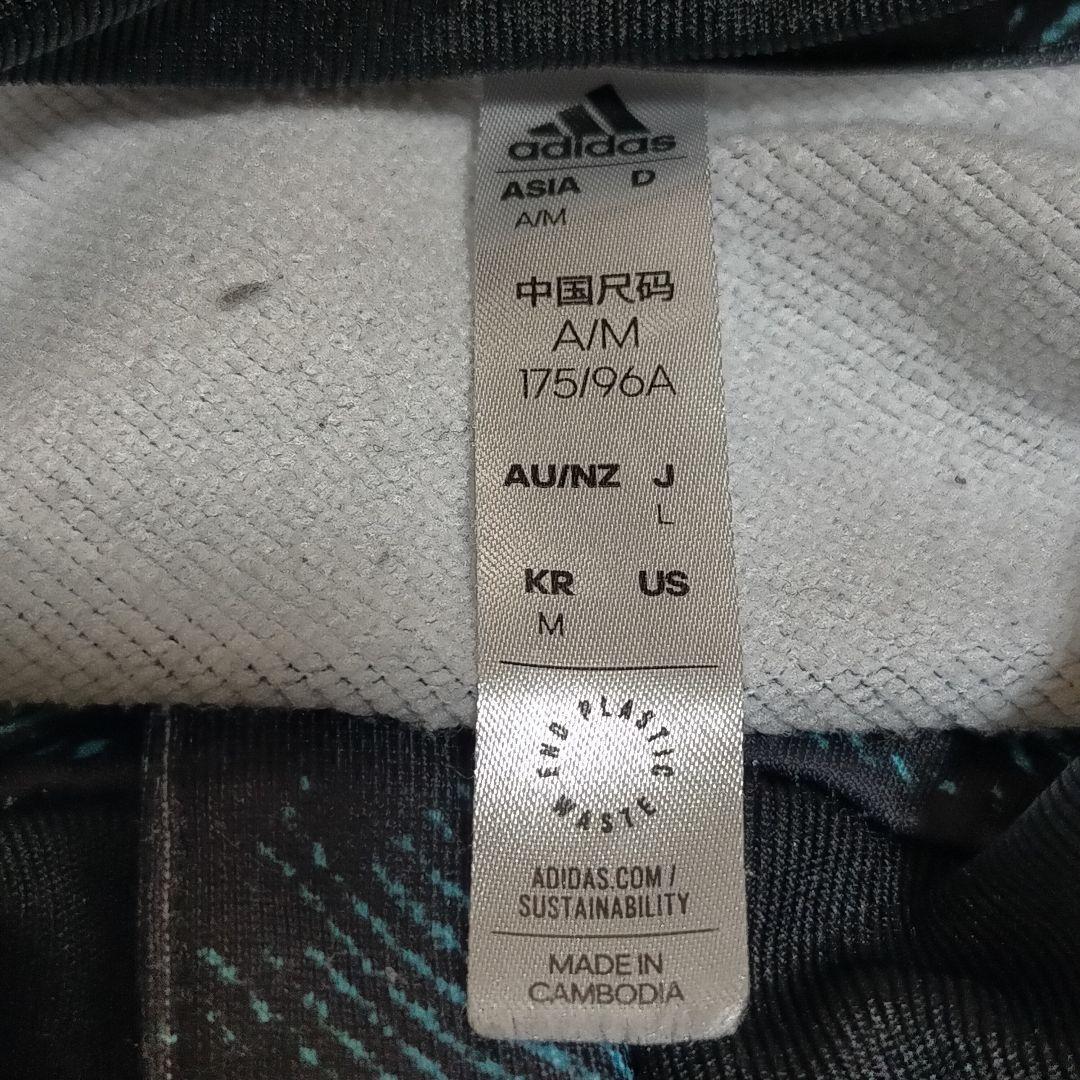 adidas
ASIA D
A/M
中国尺码
A/M
175/96A
AU/NZ J
L
KR US
M
END PLASTIC WASTE
ADIDAS.COM/
SUSTAINABILITY
MADE IN
CAMBODIA